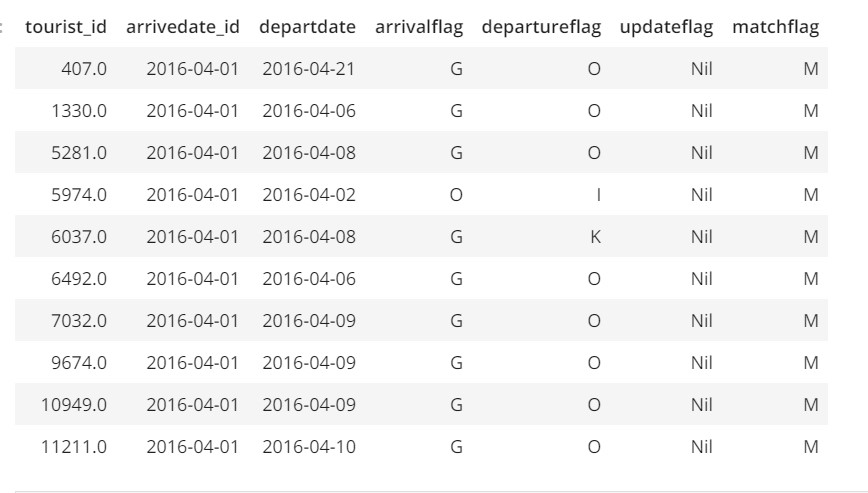 tourist_id arrivedate_id departdate arrivalflag departureflag updateflag matchflag
407.0 2016-04-01 2016-04-21 G O Nil M
1330.0 2016-04-01 2016-04-06 G O Nil M
5281.0 2016-04-01 2016-04-08 G O Nil M
5974.0 2016-04-01 2016-04-02 O I Nil M
6037.0 2016-04-01 2016-04-08 G K Nil M
6492.0 2016-04-01 2016-04-06 G O Nil M
7032.0 2016-04-01 2016-04-09 G O Nil M
9674.0 2016-04-01 2016-04-09 G O Nil M
10949.0 2016-04-01 2016-04-09 G O Nil M
11211.0 2016-04-01 2016-04-10 G O Nil M